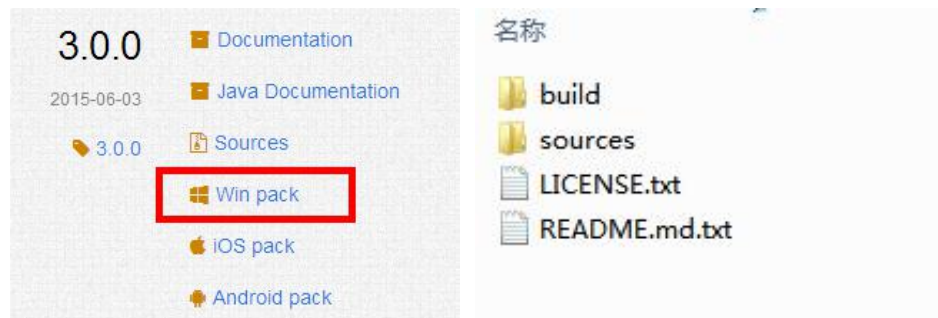 3.0.0
2015-06-03
3.0.0
Documentation
Java Documentation
Sources
Win pack
iOS pack
Android pack
名称
build
sources
LICENSE.txt
README.md.txt